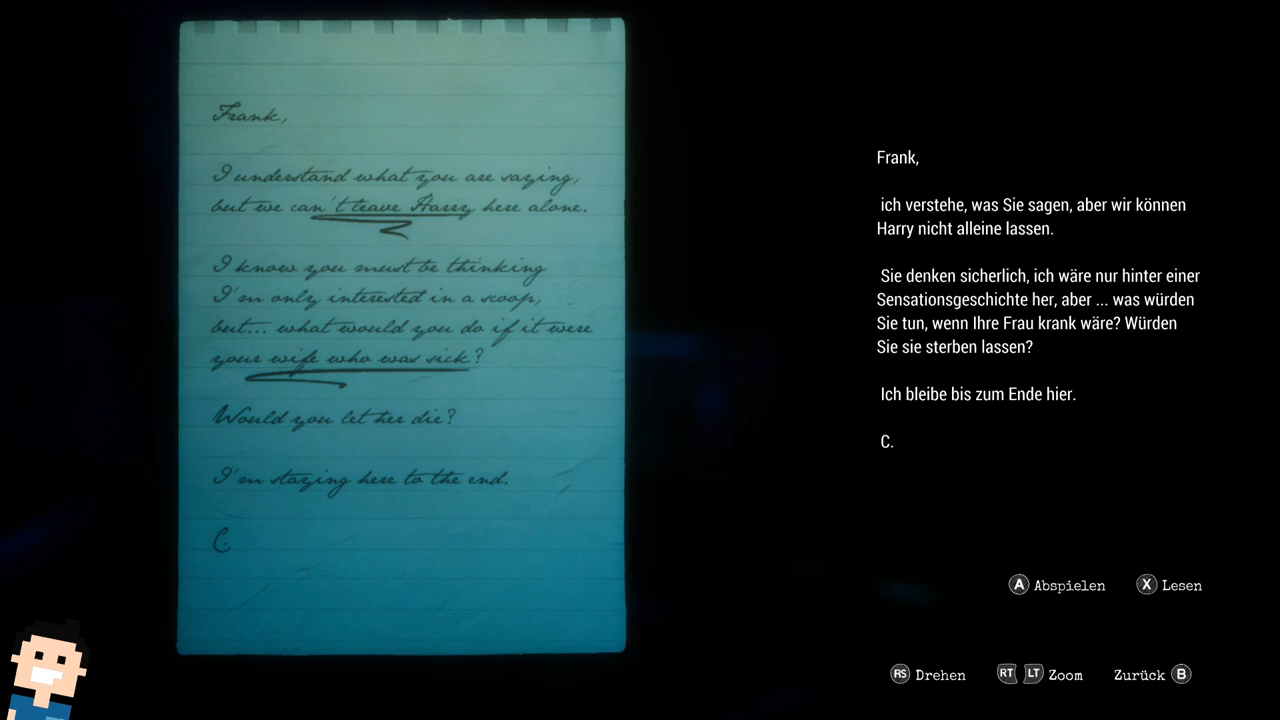 Frank,
I understand what you are saying,
but we can't leave Harry here alone.
I know you must be thinking
I'm only interested in a scoop,
but... what would you do if it were
your wife who was sick?
Would you let her die?
I'm staying here to the end.
C.
Frank,
ich verstehe, was Sie sagen, aber wir können
Harry nicht alleine lassen.
Sie denken sicherlich, ich wäre nur hinter einer
Sensationsgeschichte her, aber ... was würden
Sie tun, wenn Ihre Frau krank wäre? Würden
Sie sie sterben lassen?
Ich bleibe bis zum Ende hier.
C.
A Abspielen X Lesen
RS Drehen RT LT Zoom Zurück B